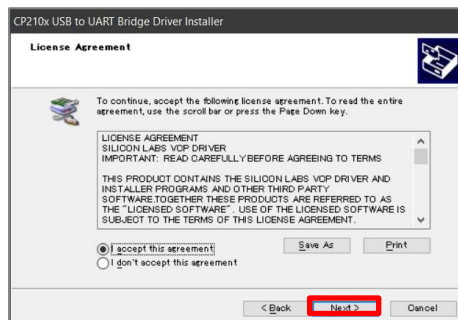 CP210x USB to UART Bridge Driver Installer
License Agreement
To continue, accept the following license agreement. To read the entire
agreement, use the scroll bar or press the Page Down key.
LICENSE AGREEMENT
SILICON LABS VCP DRIVER
IMPORTANT: READ CAREFULLY BEFORE AGREEING TO TERMS
THIS PRODUCT CONTAINS THE SILICON LABS VCP DRIVER AND
INSTALLER PROGRAMS AND OTHER THIRD PARTY
SOFTWARE.TOGETHER THESE PRODUCTS ARE REFERRED TO AS
THE "LICENSED SOFTWARE". USE OF THE LICENSED SOFTWARE IS
SUBJECT TO THE TERMS OF THIS LICENSE AGREEMENT.
I accept this agreement
Save As
Print
I don't accept this agreement
< Back
Next >
Cancel